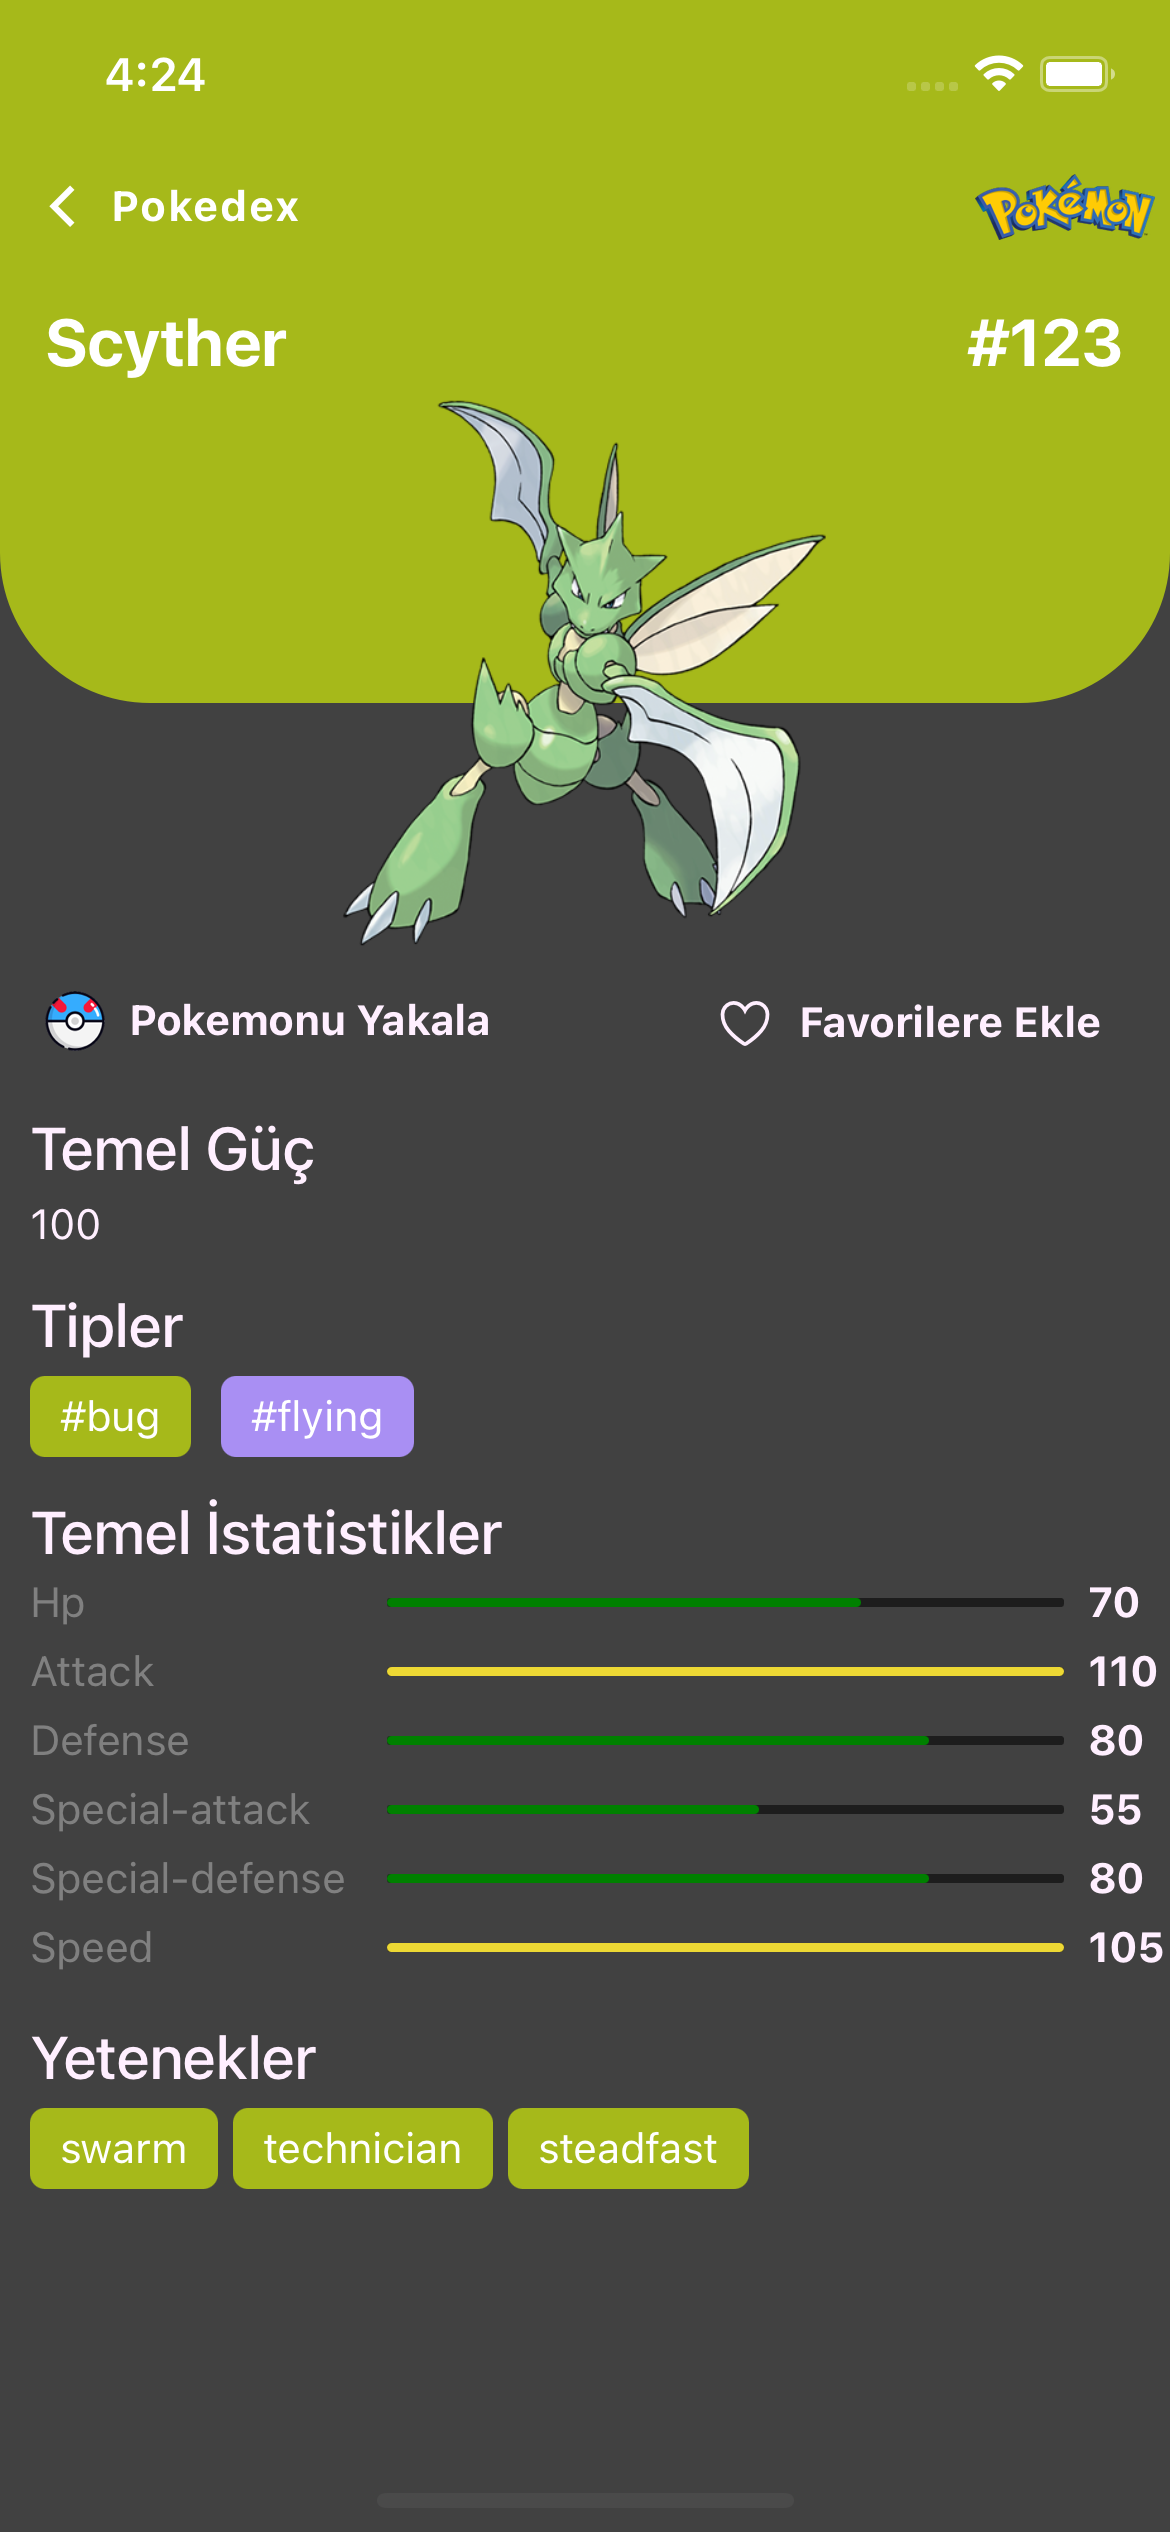 4:24
Pokedex
POKéMON
Scyther
#123
Pokemonu Yakala
Favorilere Ekle
Temel Güç
100
Tipler
#bug
#flying
Temel İstatistikler
Hp 70
Attack 110
Defense 80
Special-attack 55
Special-defense 80
Speed 105
Yetenekler
swarm
technician
steadfast